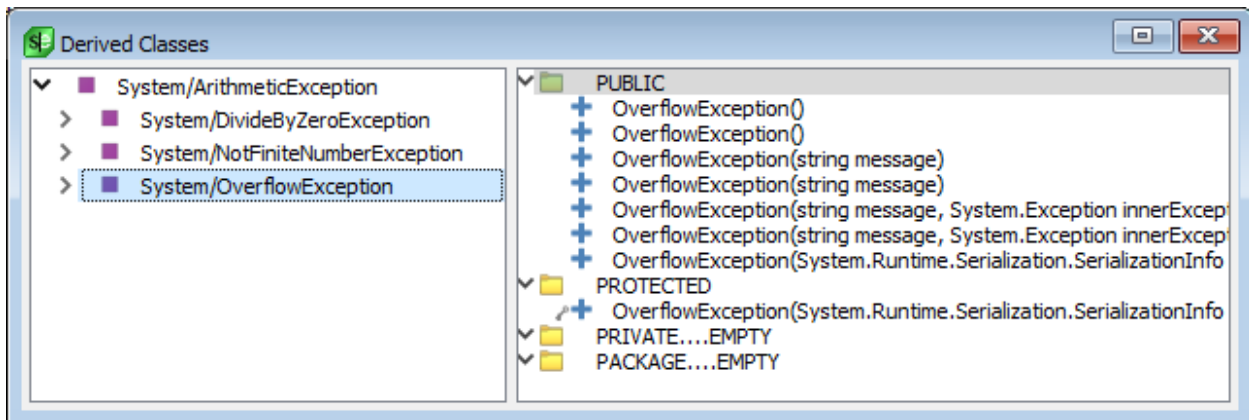 Derived Classes
System/ArithmeticException
System/DivideByZeroException
System/NotFiniteNumberException
System/OverflowException
PUBLIC
OverflowException()
OverflowException()
OverflowException(string message)
OverflowException(string message)
OverflowException(string message, System.Exception innerExcept
OverflowException(string message, System.Exception innerExcept
OverflowException(System.Runtime.Serialization.SerializationInfo
PROTECTED
OverflowException(System.Runtime.Serialization.SerializationInfo
PRIVATE....EMPTY
PACKAGE....EMPTY